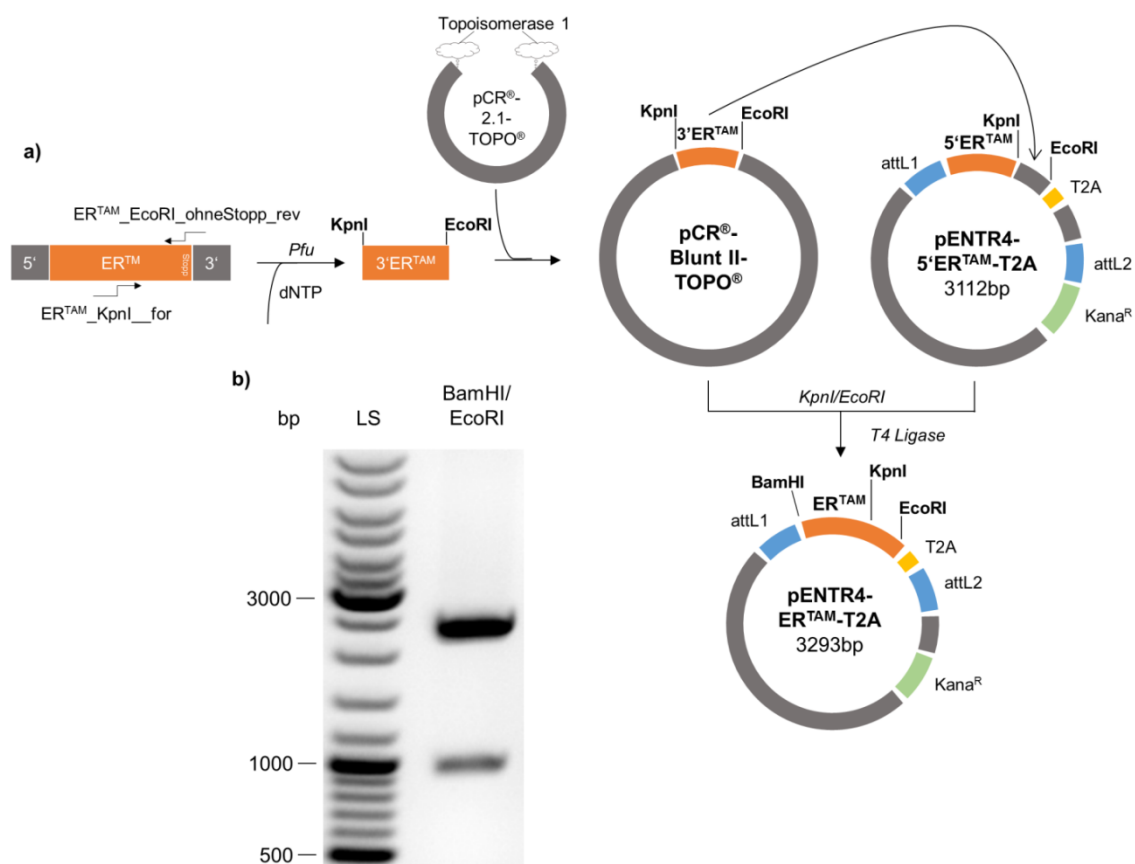 Topoisomerase 1
pCR®-
2.1-
TOPO®
a)
ER^TAM_EcoRI_ohneStopp_rev
5‘
ER^TM
Stopp
3‘
ER^TAM_KpnI__for
Pfu
dNTP
KpnI
EcoRI
3‘ER^TAM
KpnI
3‘ER^TAM
EcoRI
pCR®-
Blunt II-
TOPO®
attL1
5‘ER^TAM
KpnI
EcoRI
T2A
pENTR4-
5‘ER^TAM-T2A
3112bp
attL2
Kana^R
KpnI/EcoRI
T4 Ligase
BamHI
ER^TAM
KpnI
EcoRI
attL1
T2A
attL2
pENTR4-
ER^TAM-T2A
3293bp
Kana^R
b)
bp
LS
BamHI/
EcoRI
3000
1000
500